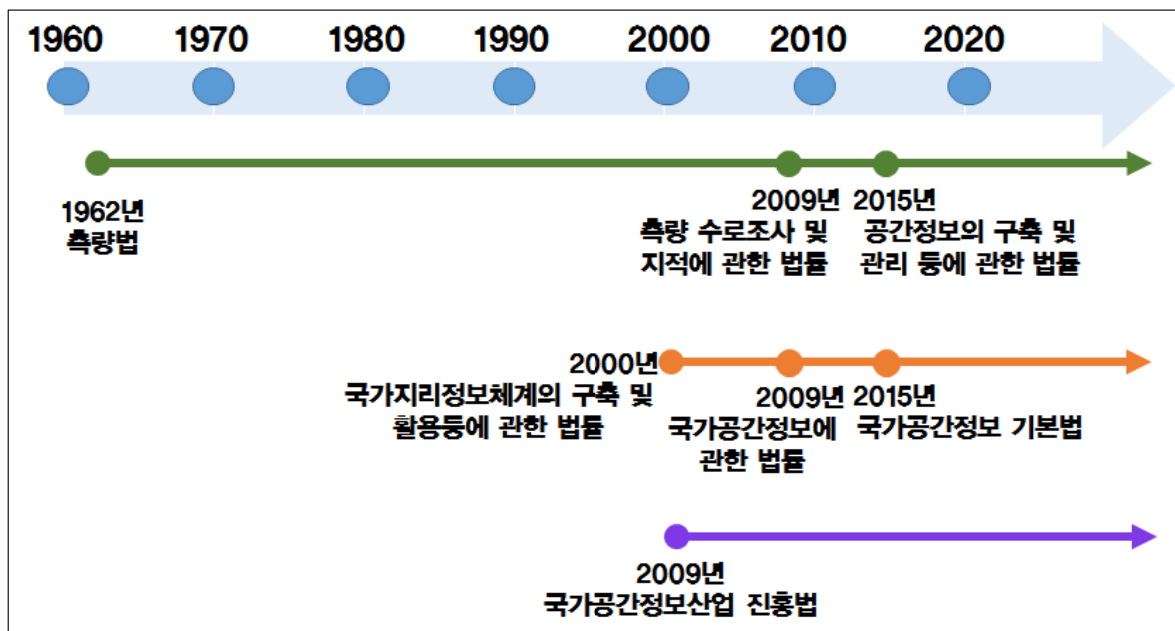 1960 1970 1980 1990 2000 2010 2020
1962년
측량법
2009년
측량 수로조사 및
지적에 관한 법률
2015년
공간정보의 구축 및
관리 등에 관한 법률
2000년
국가지리정보체계의 구축 및
활용등에 관한 법률
2009년
국가공간정보에
관한 법률
2015년
국가공간정보 기본법
2009년
국가공간정보산업 진흥법